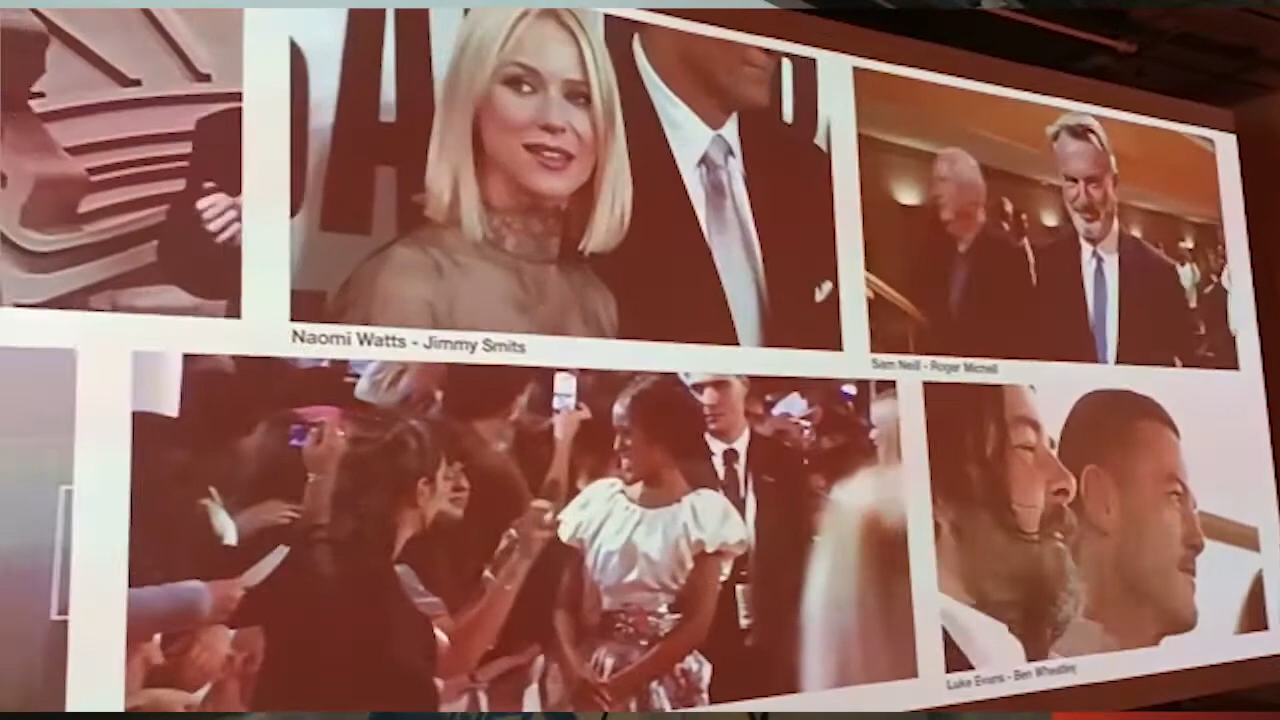 Naomi Watts - Jimmy Smits
Sam Neill - Roger Michell
Luke Evans - Ben Wheatley